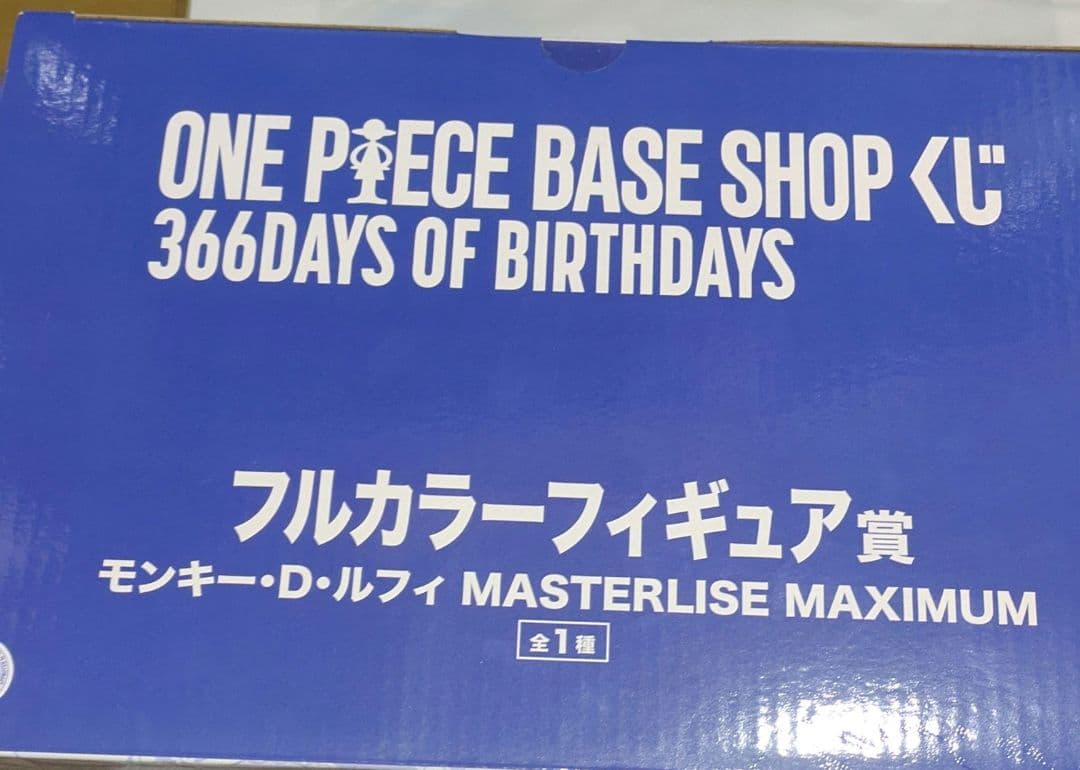 ONE PIECE BASE SHOP くじ
366DAYS OF BIRTHDAYS
フルカラーフィギュア賞
モンキー・D・ルフィ MASTERLISE MAXIMUM
全1種